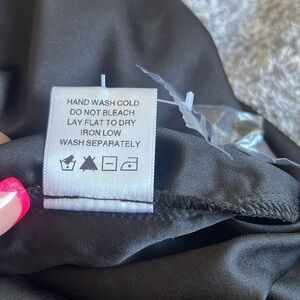 HAND WASH COLD
DO NOT BLEACH
LAY FLAT TO DRY
IRON LOW
WASH SEPARATELY